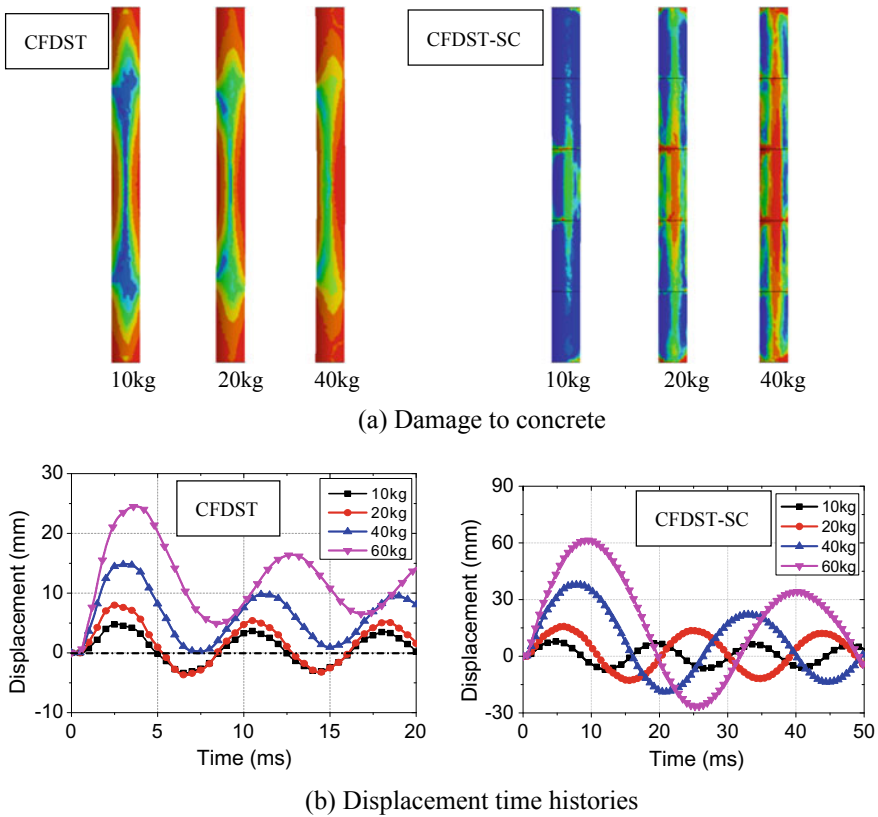 CFDST
CFDST-SC
10kg 20kg 40kg 10kg 20kg 40kg
(a) Damage to concrete
30
20
10
0
-10
0 5 10 15 20
Displacement (mm)
Time (ms)
CFDST
10kg
20kg
40kg
60kg
90
60
30
0
-30
0 10 20 30 40 50
Displacement (mm)
Time (ms)
CFDST-SC
10kg
20kg
40kg
60kg
(b) Displacement time histories